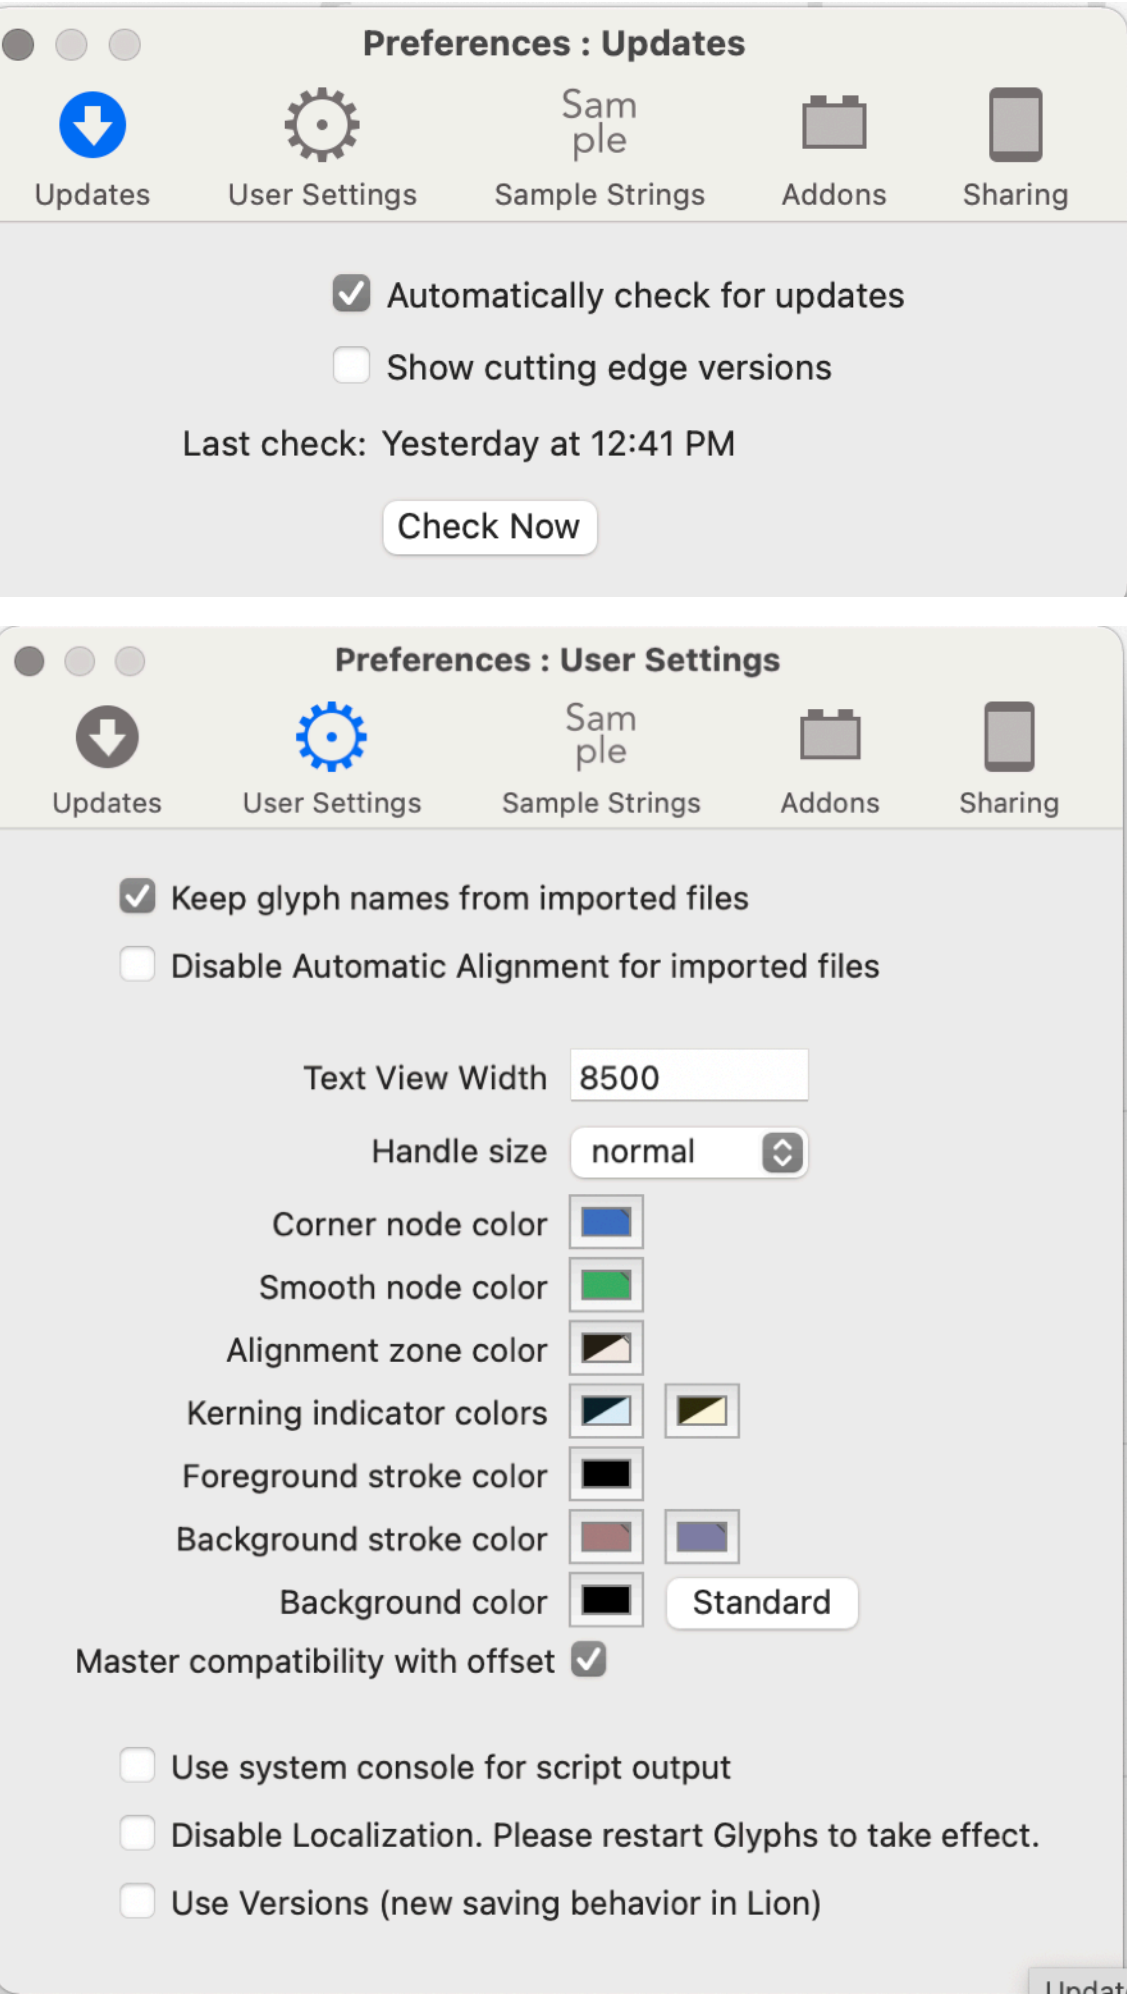 Preferences : Updates
Sam
ple
Updates
User Settings
Sample Strings
Addons
Sharing
Automatically check for updates
Show cutting edge versions
Last check: Yesterday at 12:41 PM
Check Now
Preferences : User Settings
Sam
ple
Updates
User Settings
Sample Strings
Addons
Sharing
Keep glyph names from imported files
Disable Automatic Alignment for imported files
Text View Width 8500
Handle size normal
Corner node color
Smooth node color
Alignment zone color
Kerning indicator colors
Foreground stroke color
Background stroke color
Background color Standard
Master compatibility with offset
Use system console for script output
Disable Localization. Please restart Glyphs to take effect.
Use Versions (new saving behavior in Lion)